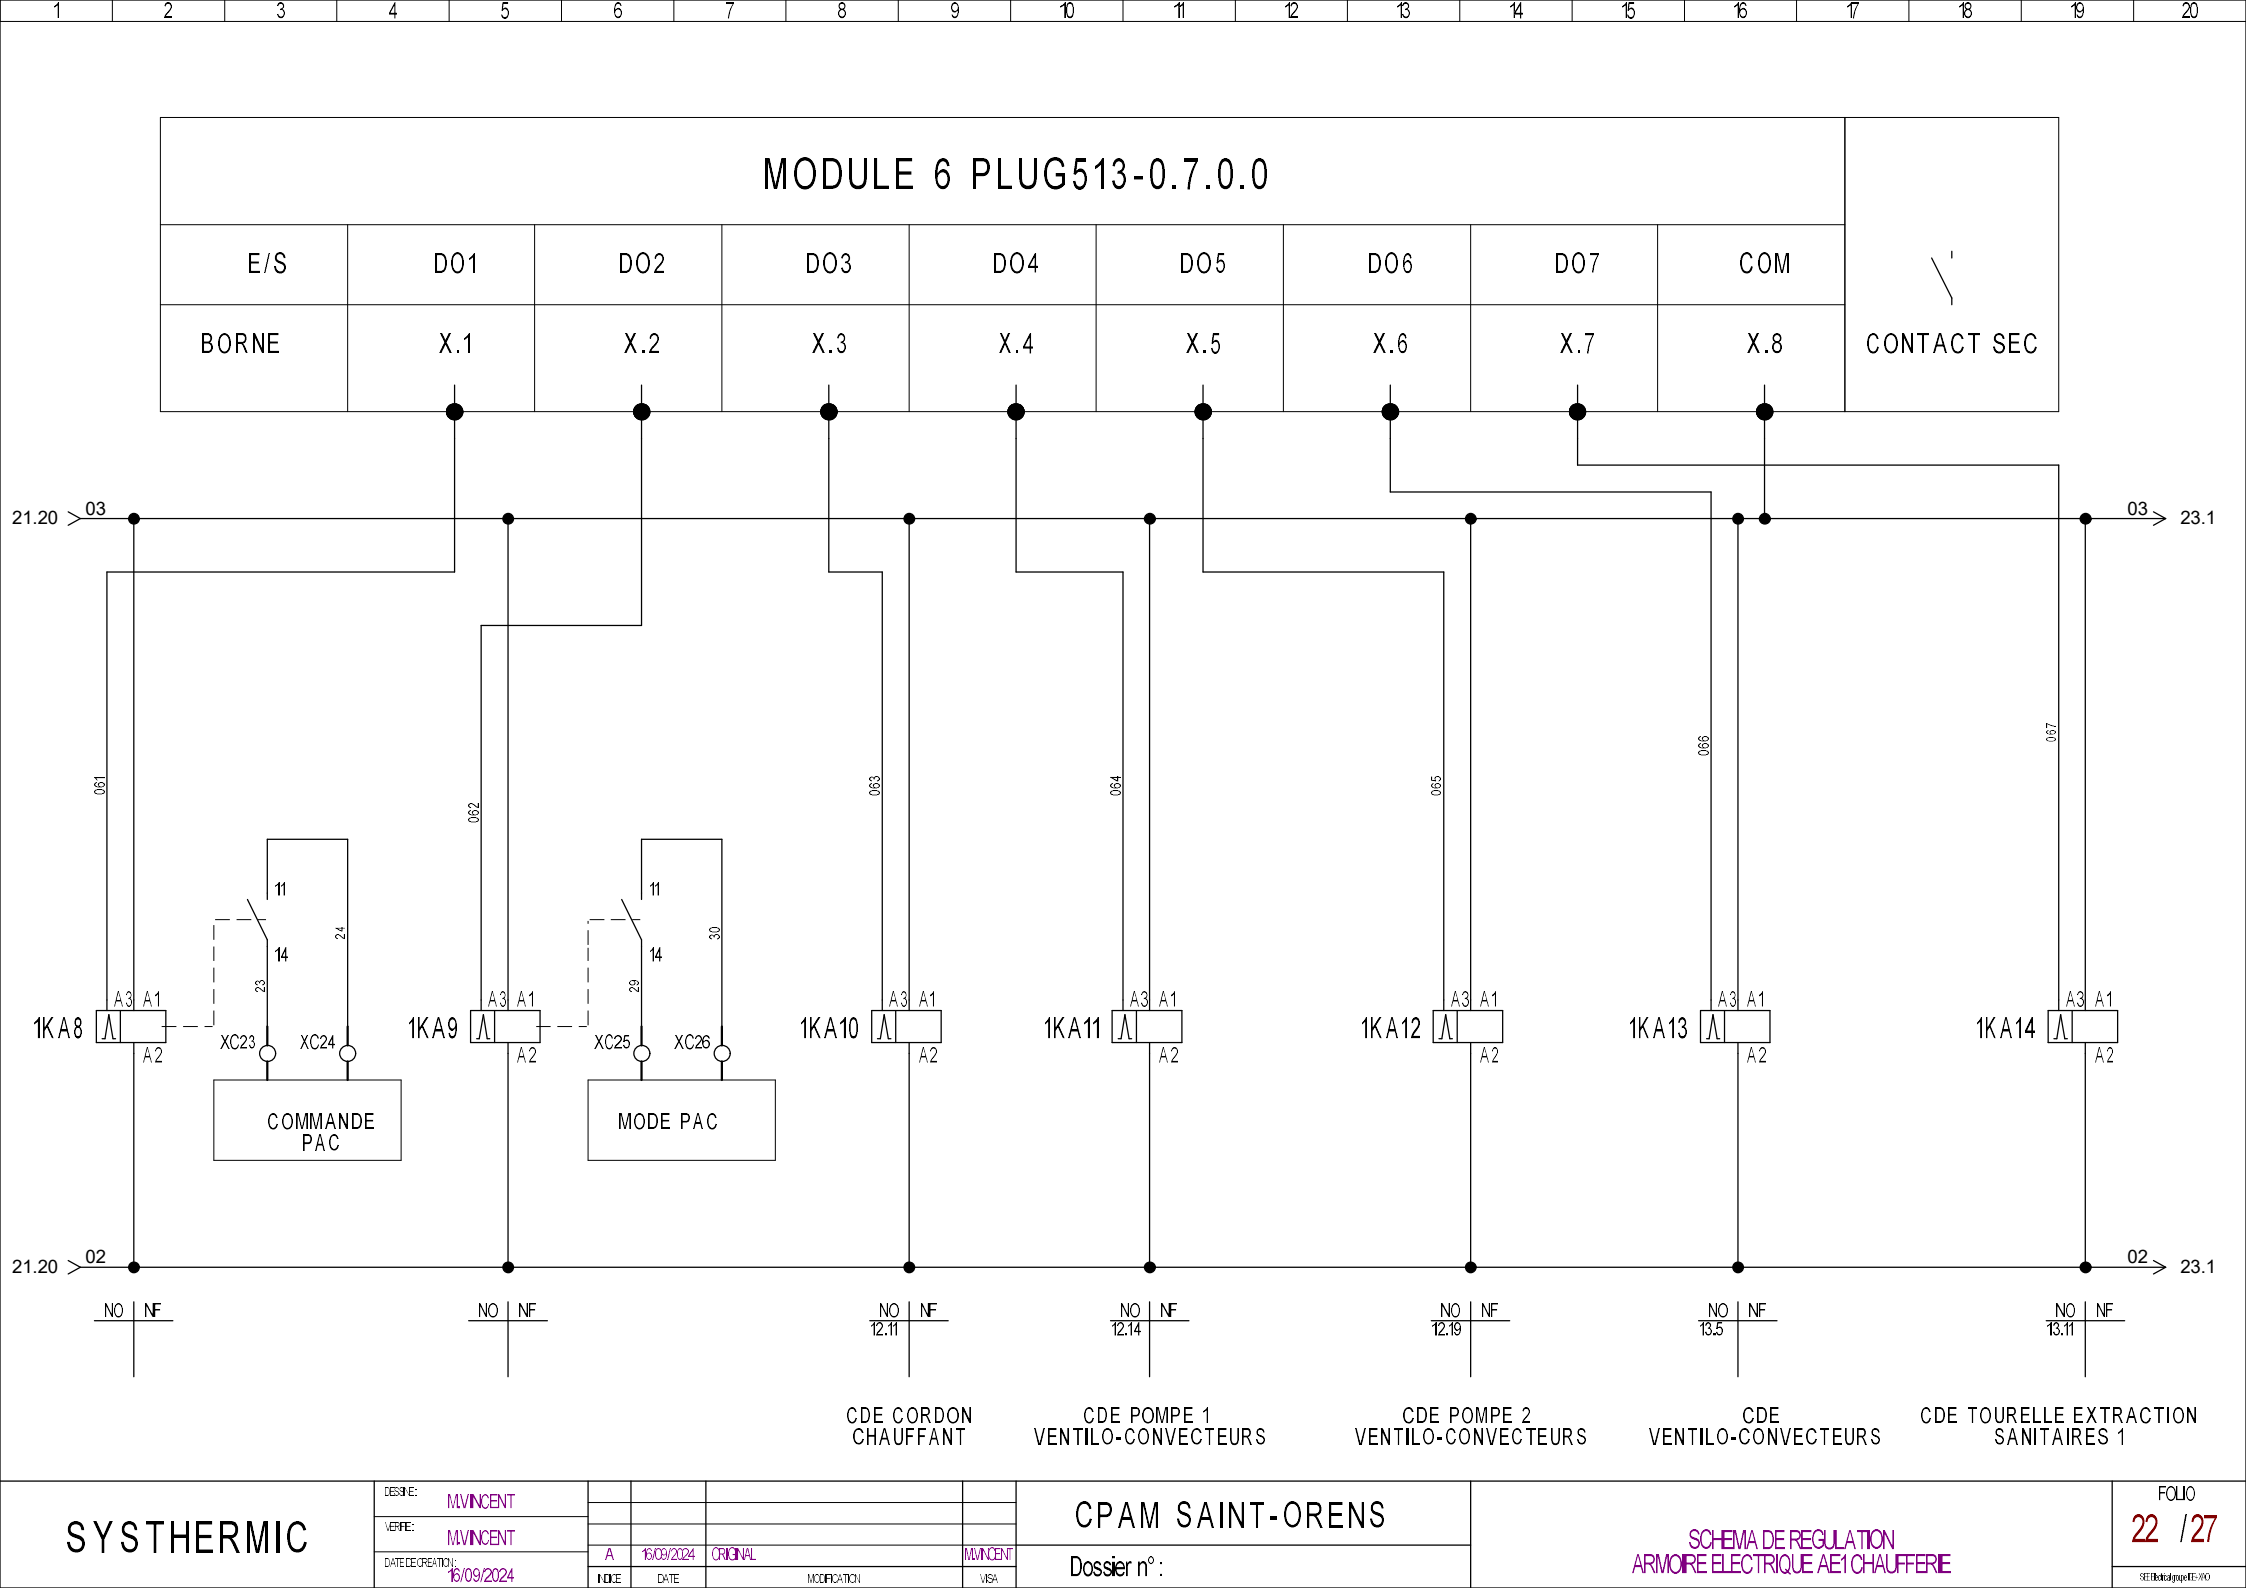 1 2 3 4 5 6 7 8 9 10 11 12 13 14 15 16 17 18 19 20
MODULE 6 PLUG513-0.7.0.0
E/S DO1 DO2 DO3 DO4 DO5 DO6 DO7 COM
BORNE X.1 X.2 X.3 X.4 X.5 X.6 X.7 X.8 CONTACT SEC
21.20 03 03 23.1
061 062 063 064 065 066 067
11 11
24 30
14 14
23 29
A3 A1 A3 A1 A3 A1 A3 A1 A3 A1 A3 A1 A3 A1
1KA8 XC23 XC24 1KA9 XC25 XC26 1KA10 1KA11 1KA12 1KA13 1KA14
A2 A2 A2 A2 A2 A2 A2
COMMANDE
PAC
MODE PAC
21.20 02 02 23.1
NO NF NO NF NO NF NO NF NO NF NO NF NO NF
12.11 12.14 12.19 13.5 13.11
CDE CORDON
CHAUFFANT
CDE POMPE 1
VENTILO-CONVECTEURS
CDE POMPE 2
VENTILO-CONVECTEURS
CDE
VENTILO-CONVECTEURS
CDE TOURELLE EXTRACTION
SANITAIRES 1
SYSTHERMIC
DESSINE : M.VINCENT
VERIFIE : M.VINCENT
DATE DE CREATION : 16/09/2024
A 16/09/2024 ORIGINAL M.VINCENT
INDICE DATE MODIFICATION VISA
CPAM SAINT-ORENS
Dossier n° :
SCHEMA DE REGULATION
ARMOIRE ELECTRIQUE AE1 CHAUFFERIE
FOLIO
22 /27